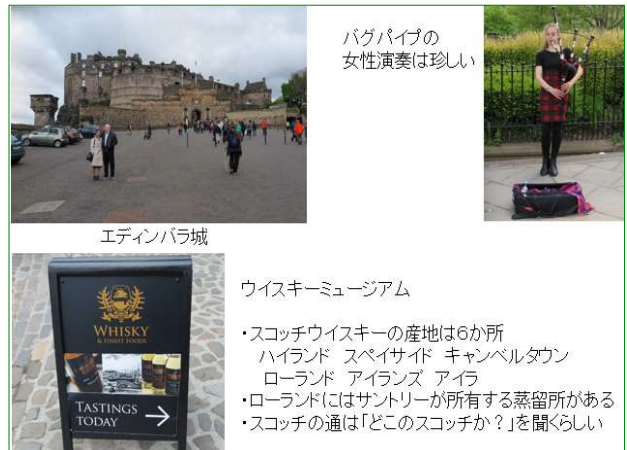 バグパイプの
女性演奏は珍しい
エディンバラ城
WHISKY
& FINEST FOODS
TASTINGS
TODAY
ウイスキーミュージアム
・スコッチウイスキーの産地は6か所
ハイランド スペイサイド キャンベルタウン
ローランド アイランズ アイラ
・ローランドにはサントリーが所有する蒸留所がある
・スコッチの通は「どこのスコッチか?」を聞くらしい